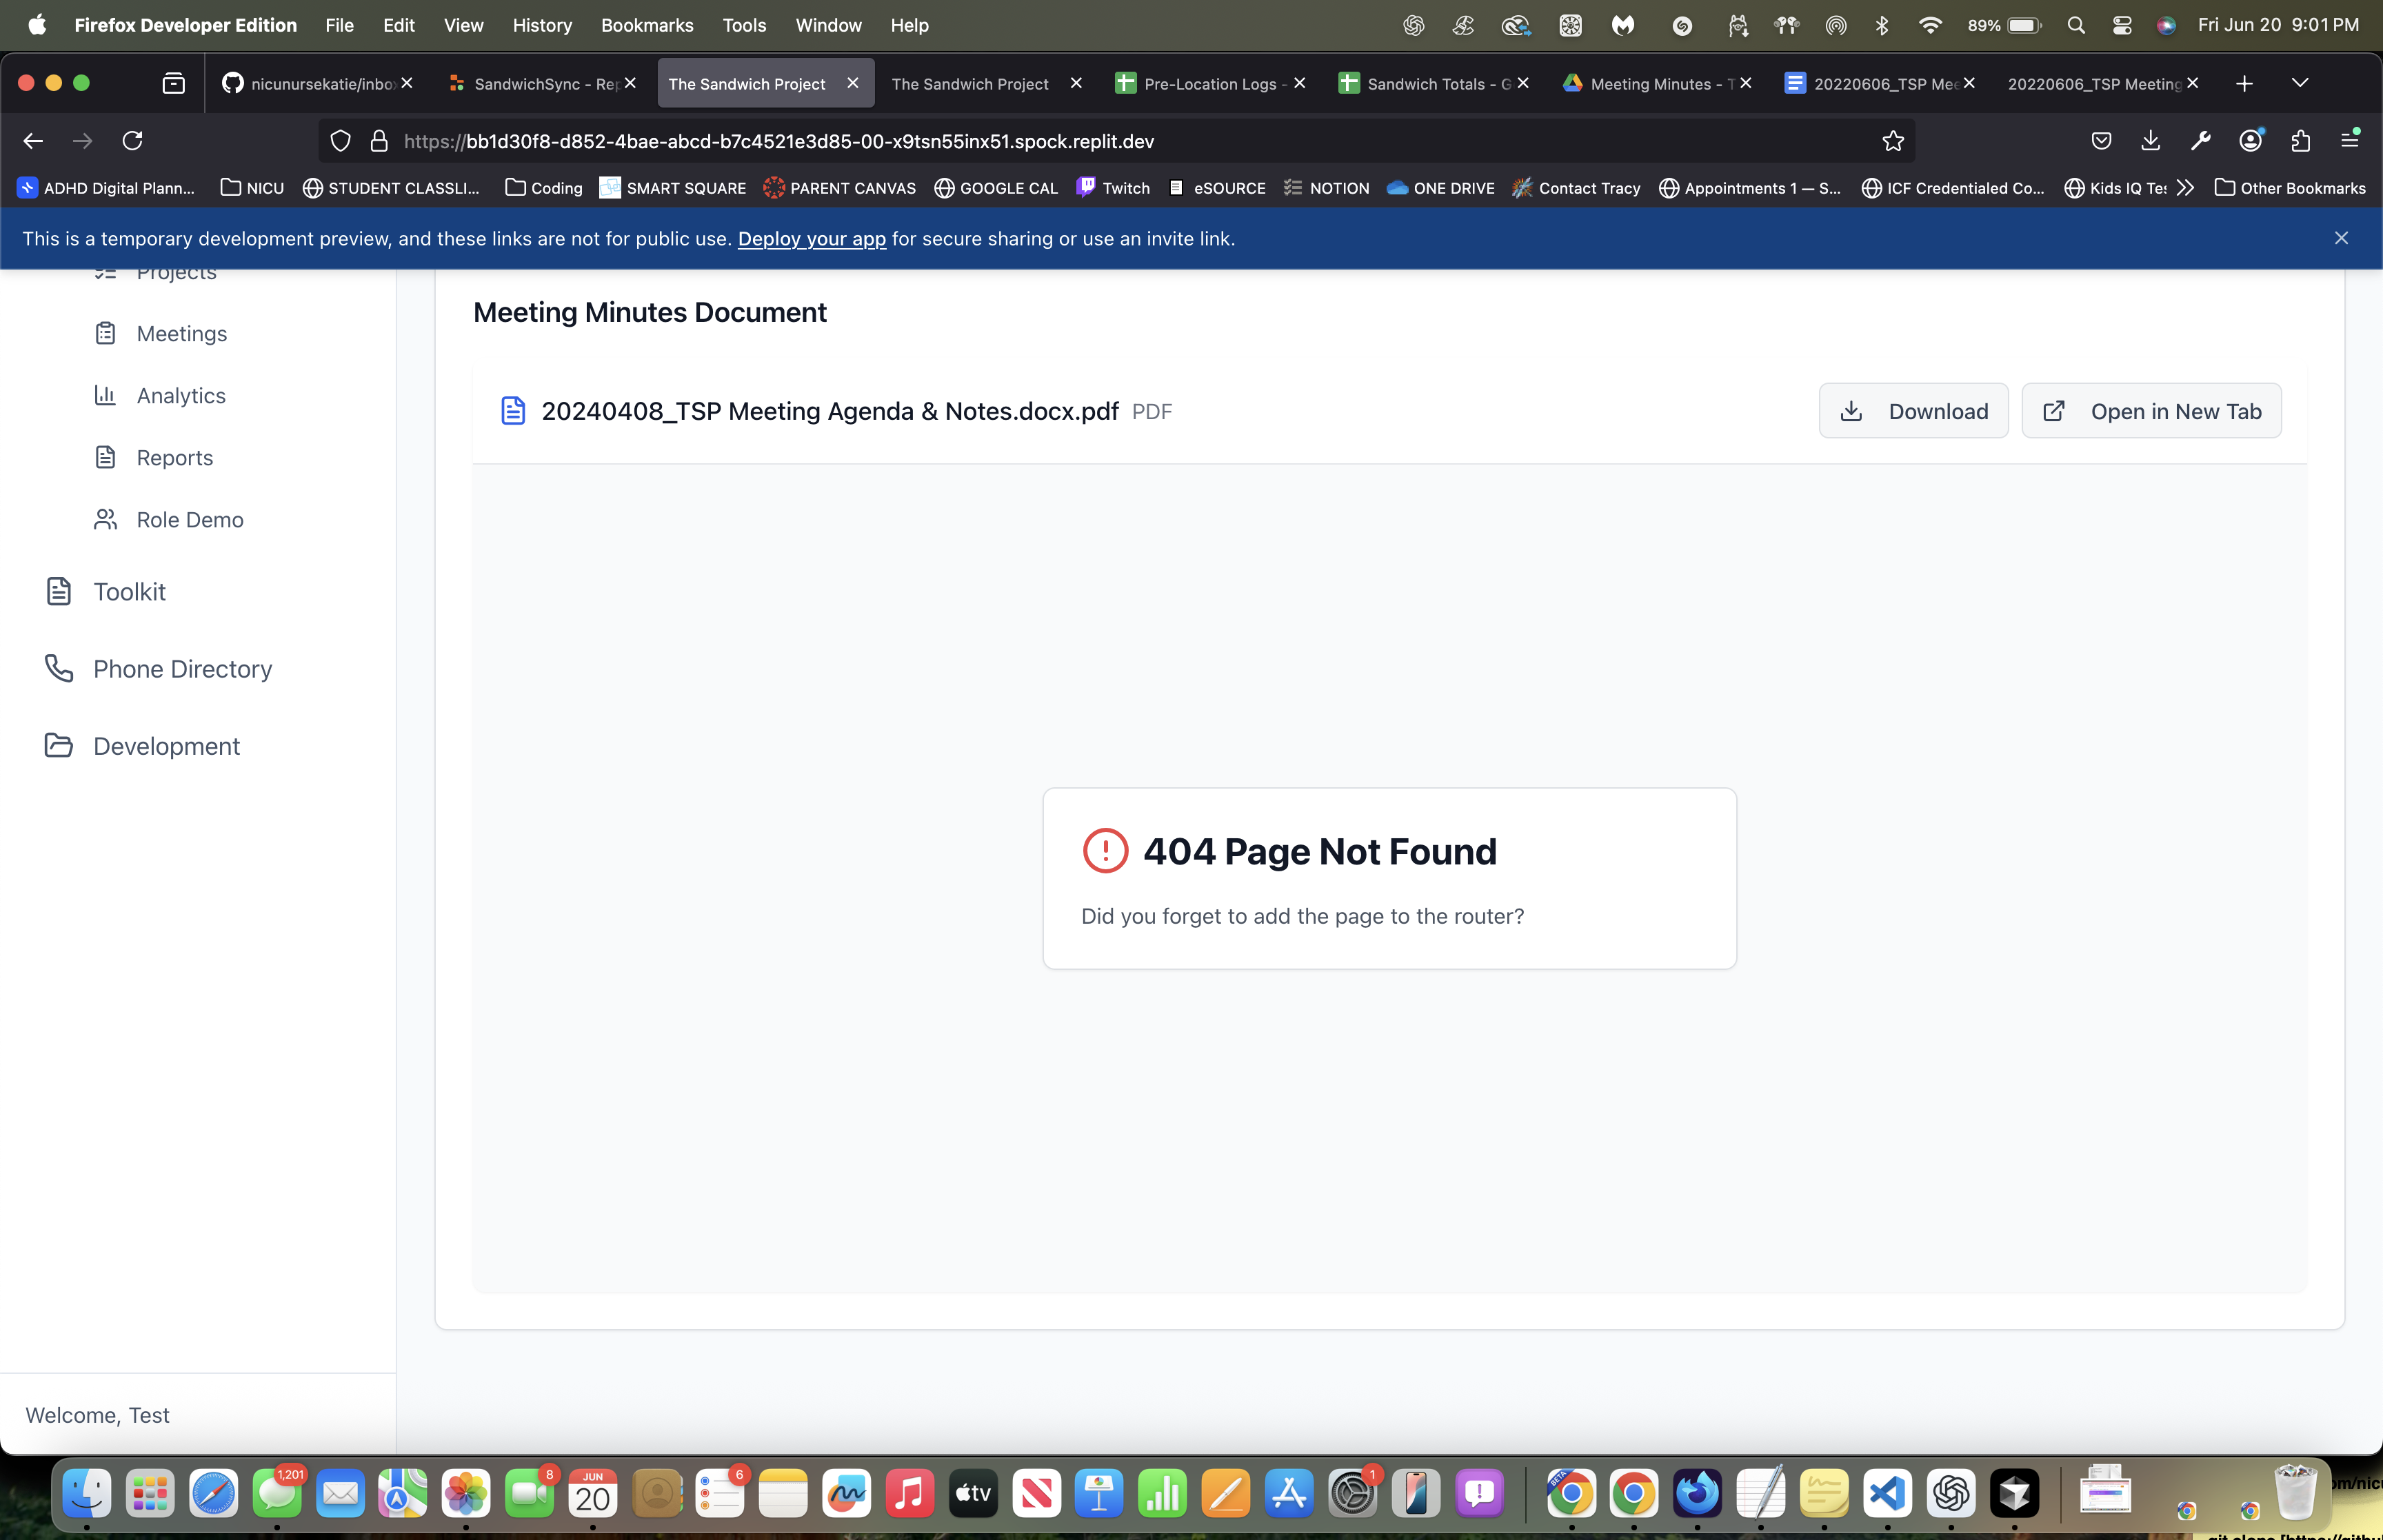 Firefox Developer Edition File Edit View History Bookmarks Tools Window Help 89% Fri Jun 20 9:01 PM
nicunursekatie/inbo SandwichSync - Rep The Sandwich Project The Sandwich Project Pre-Location Logs - Sandwich Totals - G Meeting Minutes - T 20220606_TSP Mee 20220606_TSP Meeting
https://bb1d30f8-d852-4bae-abcd-b7c4521e3d85-00-x9tsn55inx51.spock.replit.dev
ADHD Digital Plann... NICU STUDENT CLASSLI... Coding SMART SQUARE PARENT CANVAS GOOGLE CAL Twitch eSOURCE NOTION ONE DRIVE Contact Tracy Appointments 1 — S... ICF Credentialed Co... Kids IQ Tes Other Bookmarks
This is a temporary development preview, and these links are not for public use. Deploy your app for secure sharing or use an invite link.
Projects
Meeting Minutes Document
Meetings
Analytics
20240408_TSP Meeting Agenda & Notes.docx.pdf PDF Download Open in New Tab
Reports
Role Demo
Toolkit
Phone Directory
Development
404 Page Not Found
Did you forget to add the page to the router?
Welcome, Test
1,201
8
JUN
20
6
tv
1
BETA